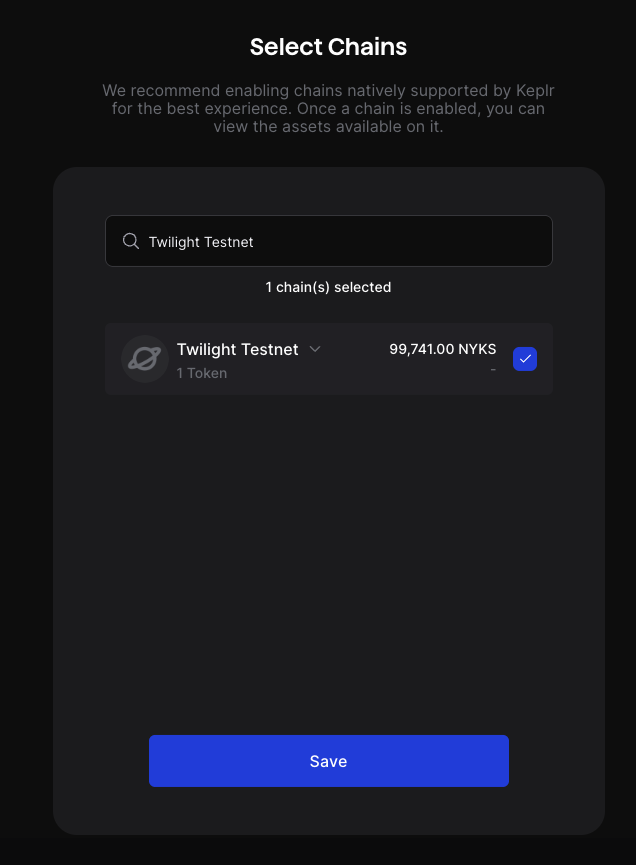 Select Chains
We recommend enabling chains natively supported by Keplr
for the best experience. Once a chain is enabled, you can
view the assets available on it.
Twilight Testnet
1 chain(s) selected
Twilight Testnet 99,741.00 NYKS
1 Token -
Save